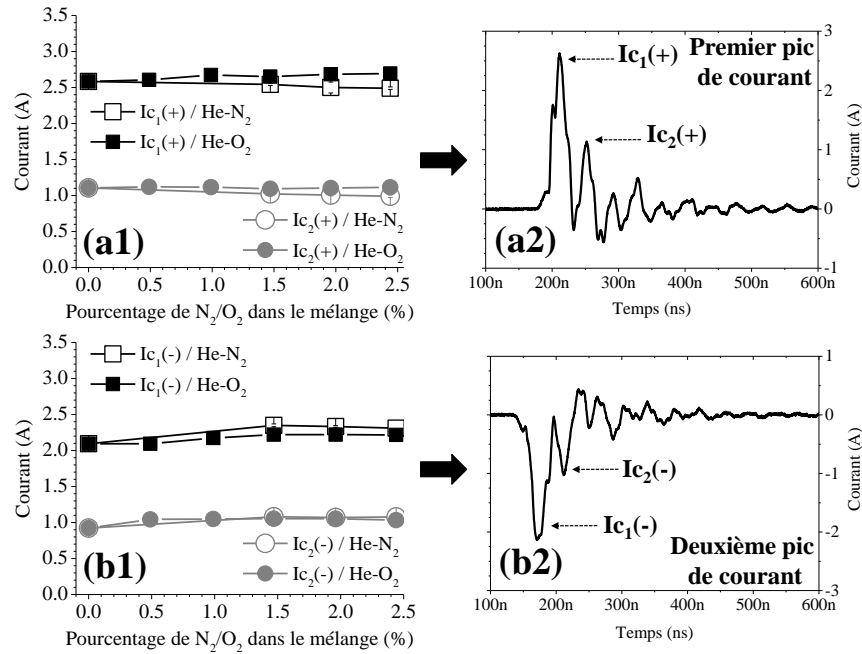 3.5
3.0
2.5
2.0
1.5
1.0
0.5
0.0
Courant (A)
Ic1(+) / He-N2
Ic1(+) / He-O2
Ic2(+) / He-N2
Ic2(+) / He-O2
(a1)
0.0 0.5 1.0 1.5 2.0 2.5
Pourcentage de N2/O2 dans le mélange (%)
Ic1(+)
Premier pic
de courant
Ic2(+)
(a2)
3
2
1
0
-1
Courant (A)
100n 200n 300n 400n 500n 600n
Temps (ns)
3.5
3.0
2.5
2.0
1.5
1.0
0.5
0.0
Courant (A)
Ic1(-) / He-N2
Ic1(-) / He-O2
Ic2(-) / He-N2
Ic2(-) / He-O2
(b1)
0.0 0.5 1.0 1.5 2.0 2.5
Pourcentage de N2/O2 dans le mélange (%)
Ic2(-)
Ic1(-)
(b2)
Deuxième pic
de courant
1
0
-1
-2
-3
Courant (A)
100n 200n 300n 400n 500n 600n
Temps (ns)